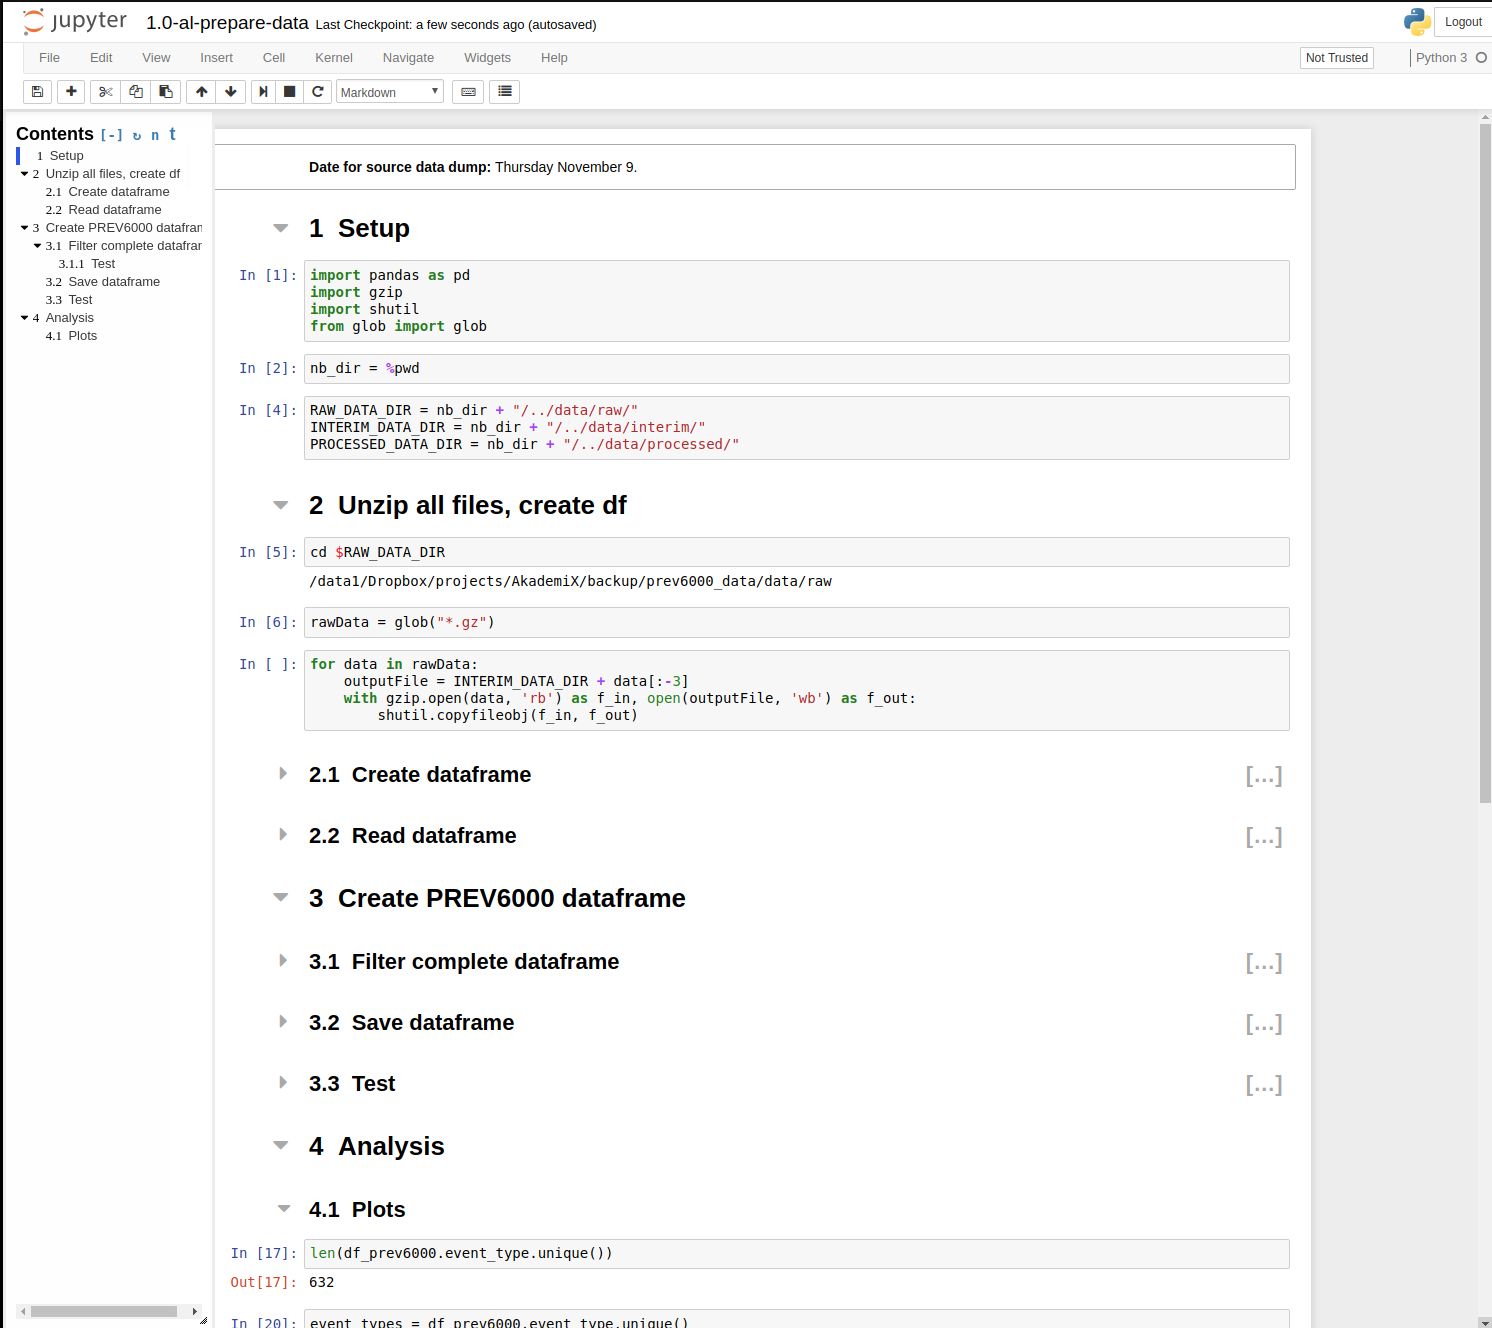 jupyter 1.0-al-prepare-data Last Checkpoint: a few seconds ago (autosaved) Logout
File Edit View Insert Cell Kernel Navigate Widgets Help Not Trusted Python 3
Markdown
Contents [-] ↻ n t
1 Setup
2 Unzip all files, create df
2.1 Create dataframe
2.2 Read dataframe
3 Create PREV6000 datafran
3.1 Filter complete datafrar
3.1.1 Test
3.2 Save dataframe
3.3 Test
4 Analysis
4.1 Plots
Date for source data dump: Thursday November 9.
1 Setup
In [1]: import pandas as pd
import gzip
import shutil
from glob import glob
In [2]: nb_dir = %pwd
In [4]: RAW_DATA_DIR = nb_dir + "/../data/raw/"
INTERIM_DATA_DIR = nb_dir + "/../data/interim/"
PROCESSED_DATA_DIR = nb_dir + "/../data/processed/"
2 Unzip all files, create df
In [5]: cd $RAW_DATA_DIR
/data1/Dropbox/projects/AkademiX/backup/prev6000_data/data/raw
In [6]: rawData = glob("*.gz")
In [ ]: for data in rawData:
outputFile = INTERIM_DATA_DIR + data[:-3]
with gzip.open(data, 'rb') as f_in, open(outputFile, 'wb') as f_out:
shutil.copyfileobj(f_in, f_out)
2.1 Create dataframe [...]
2.2 Read dataframe [...]
3 Create PREV6000 dataframe
3.1 Filter complete dataframe [...]
3.2 Save dataframe [...]
3.3 Test [...]
4 Analysis
4.1 Plots
In [17]: len(df_prev6000.event_type.unique())
Out[17]: 632
In [20]: event_types = df_prev6000.event_type.unique()